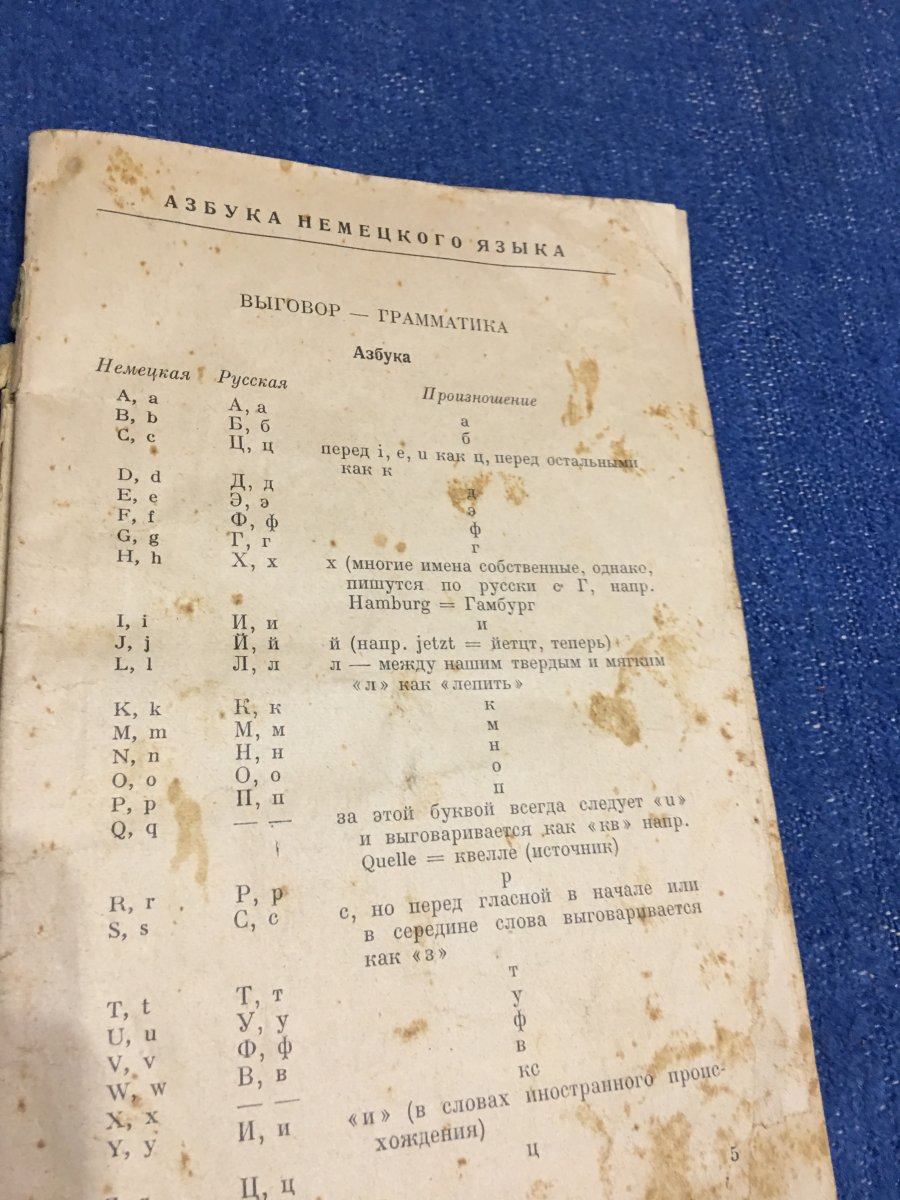 АЗБУКА НЕМЕЦКОГО ЯЗЫКА
ВЫГОВОР — ГРАММАТИКА
Азбука
Немецкая Русская Произношение
A, a А, а а
B, b Б, б б
C, c Ц, ц перед i, e, u как ц, перед остальными
как к
D, d Д, д д
E, e Э, э э
F, f Ф, ф ф
G, g Г, г г
H, h Х, х х (многие имена собственные, однако,
пишутся по русски с Г, напр.
Hamburg = Гамбург
I, i И, и и
J, j Й, й й (напр. jetzt = йетцт, теперь)
L, l Л, л л — между нашим твердым и мягким
«л» как «лепить»
K, k К, к к
M, m М, м м
N, n Н, н н
O, o О, о о
P, p П, п п
Q, q — — за этой буквой всегда следует «u»
и выговаривается как «кв» напр.
Quelle = квелле (источник)
R, r Р, р р
S, s С, с с, но перед гласной в начале или
в середине слова выговаривается
как «з»
T, t Т, т т
U, u У, у у
V, v Ф, ф ф
W, w В, в в
X, x — — кс
Y, y И, и «и» (в словах иностранного проис-
хождения)
Ц, ц ц
5